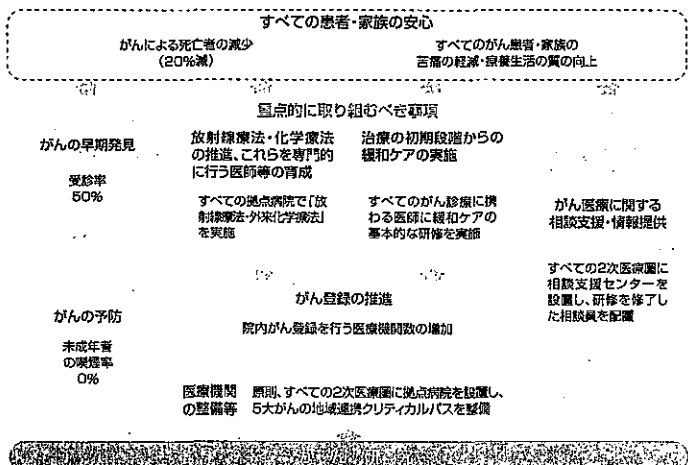 すべての患者・家族の安心
がんによる死亡者の減少
(20%減)
すべてのがん患者・家族の
苦痛の軽減・療養生活の質の向上
重点的に取り組むべき事項
がんの早期発見
受診率
50%
放射線療法・化学療法
の推進、これらを専門的
に行う医師等の育成
すべての拠点病院で「放
射線療法・外来化学療法」
を実施
治療の初期段階からの
緩和ケアの実施
すべてのがん診療に携
わる医師に緩和ケアの
基本的な研修を実施
がん医療に関する
相談支援・情報提供
すべての2次医療圏に
相談支援センターを
設置し、研修を修了し
た相談員を配置
がん登録の推進
院内がん登録を行う医療機関数の増加
がんの予防
未成年者
の喫煙率
0%
医療機関
の整備等
原則、すべての2次医療圏に拠点病院を設置し、
5大がんの地域連携クリティカルパスを整備